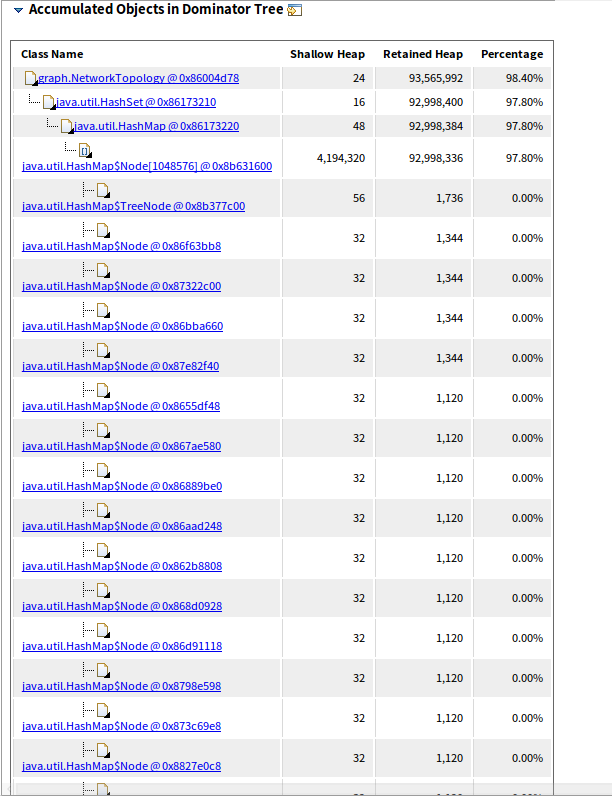 Accumulated Objects in Dominator Tree
Class Name Shallow Heap Retained Heap Percentage
graph.NetworkTopology @ 0x86004d78 24 93,565,992 98.40%
java.util.HashSet @ 0x86173210 16 92,998,400 97.80%
java.util.HashMap @ 0x86173220 48 92,998,384 97.80%
java.util.HashMap$Node[1048576] @ 0x8b631600 4,194,320 92,998,336 97.80%
java.util.HashMap$TreeNode @ 0x8b377c00 56 1,736 0.00%
java.util.HashMap$Node @ 0x86f63bb8 32 1,344 0.00%
java.util.HashMap$Node @ 0x87322c00 32 1,344 0.00%
java.util.HashMap$Node @ 0x86bba660 32 1,344 0.00%
java.util.HashMap$Node @ 0x87e82f40 32 1,344 0.00%
java.util.HashMap$Node @ 0x8655df48 32 1,120 0.00%
java.util.HashMap$Node @ 0x867ae580 32 1,120 0.00%
java.util.HashMap$Node @ 0x86889be0 32 1,120 0.00%
java.util.HashMap$Node @ 0x86aad248 32 1,120 0.00%
java.util.HashMap$Node @ 0x862b8808 32 1,120 0.00%
java.util.HashMap$Node @ 0x868d0928 32 1,120 0.00%
java.util.HashMap$Node @ 0x86d91118 32 1,120 0.00%
java.util.HashMap$Node @ 0x8798e598 32 1,120 0.00%
java.util.HashMap$Node @ 0x873c69e8 32 1,120 0.00%
java.util.HashMap$Node @ 0x8827e0c8 32 1,120 0.00%